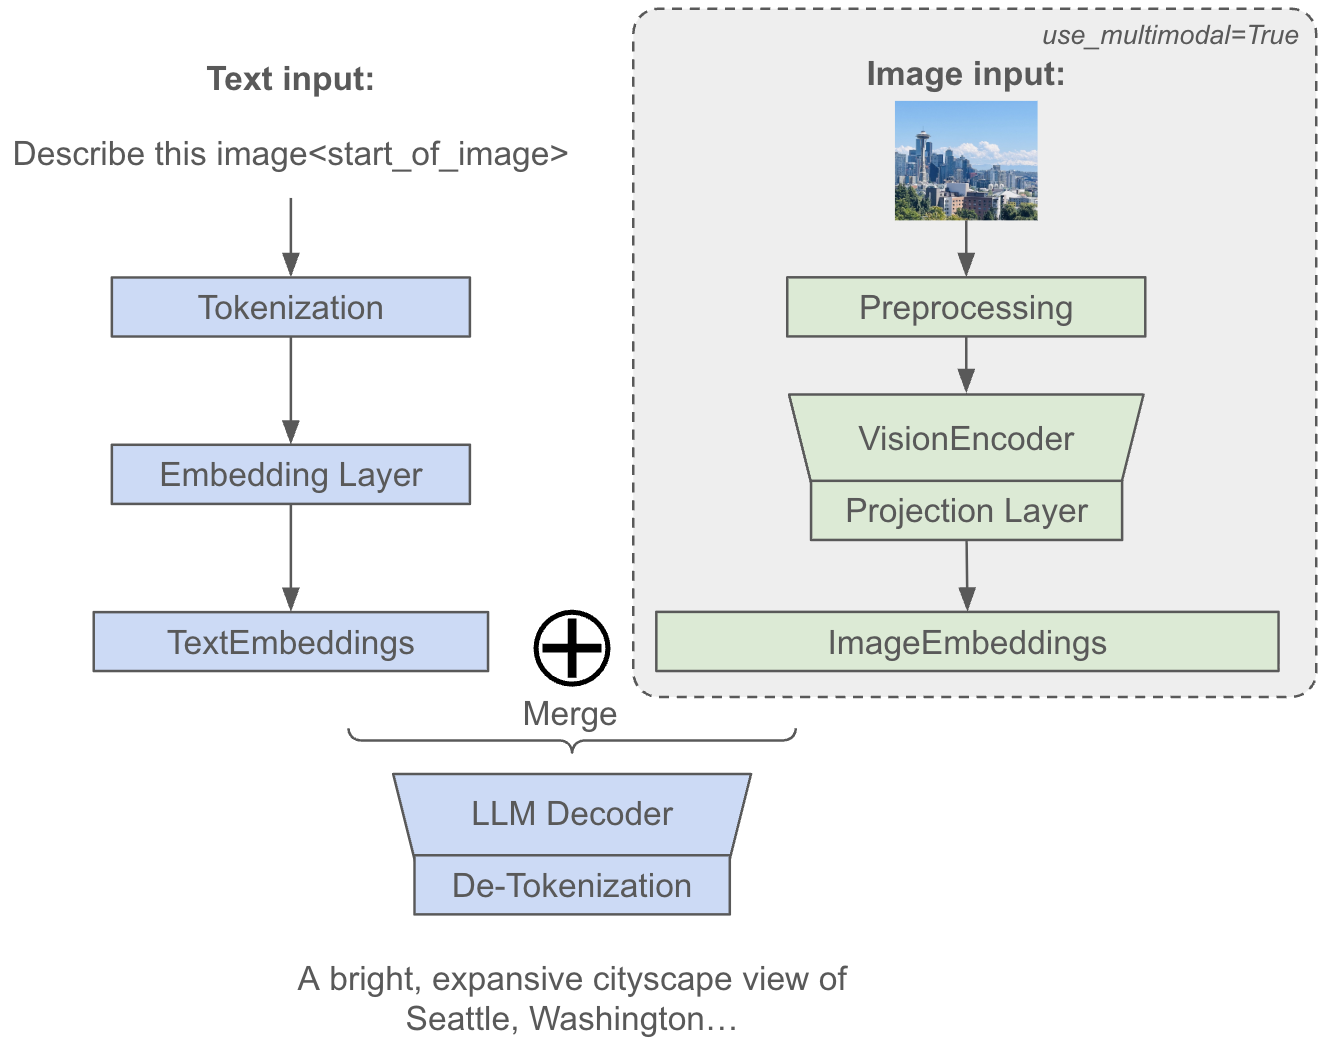 use_multimodal=True
Text input:
Image input:
Describe this image<start_of_image>
Tokenization
Preprocessing
VisionEncoder
Embedding Layer
Projection Layer
TextEmbeddings
ImageEmbeddings
Merge
LLM Decoder
De-Tokenization
A bright, expansive cityscape view of
Seattle, Washington…